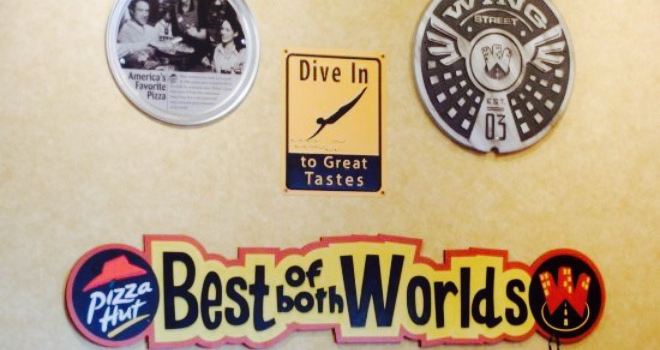 America's
Favorite
Pizza
Dive In
to Great
Tastes
WING
STREET
EST.
03
Pizza
Hut
Best of both Worlds
W